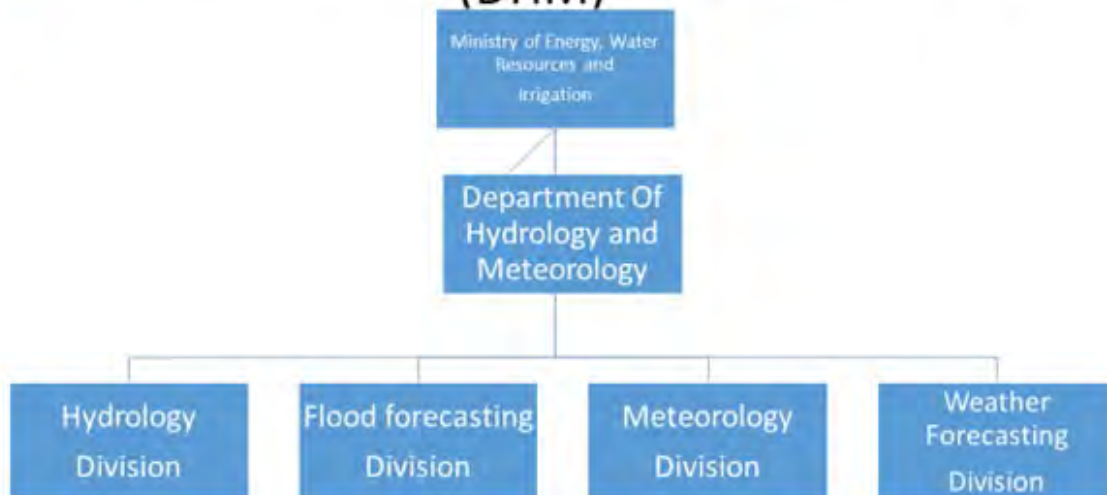 (DHM)
Ministry of Energy, Water
Resources and
Irrigation
Department Of
Hydrology and
Meteorology
Hydrology
Division
Flood forecasting
Division
Meteorology
Division
Weather
Forecasting
Division